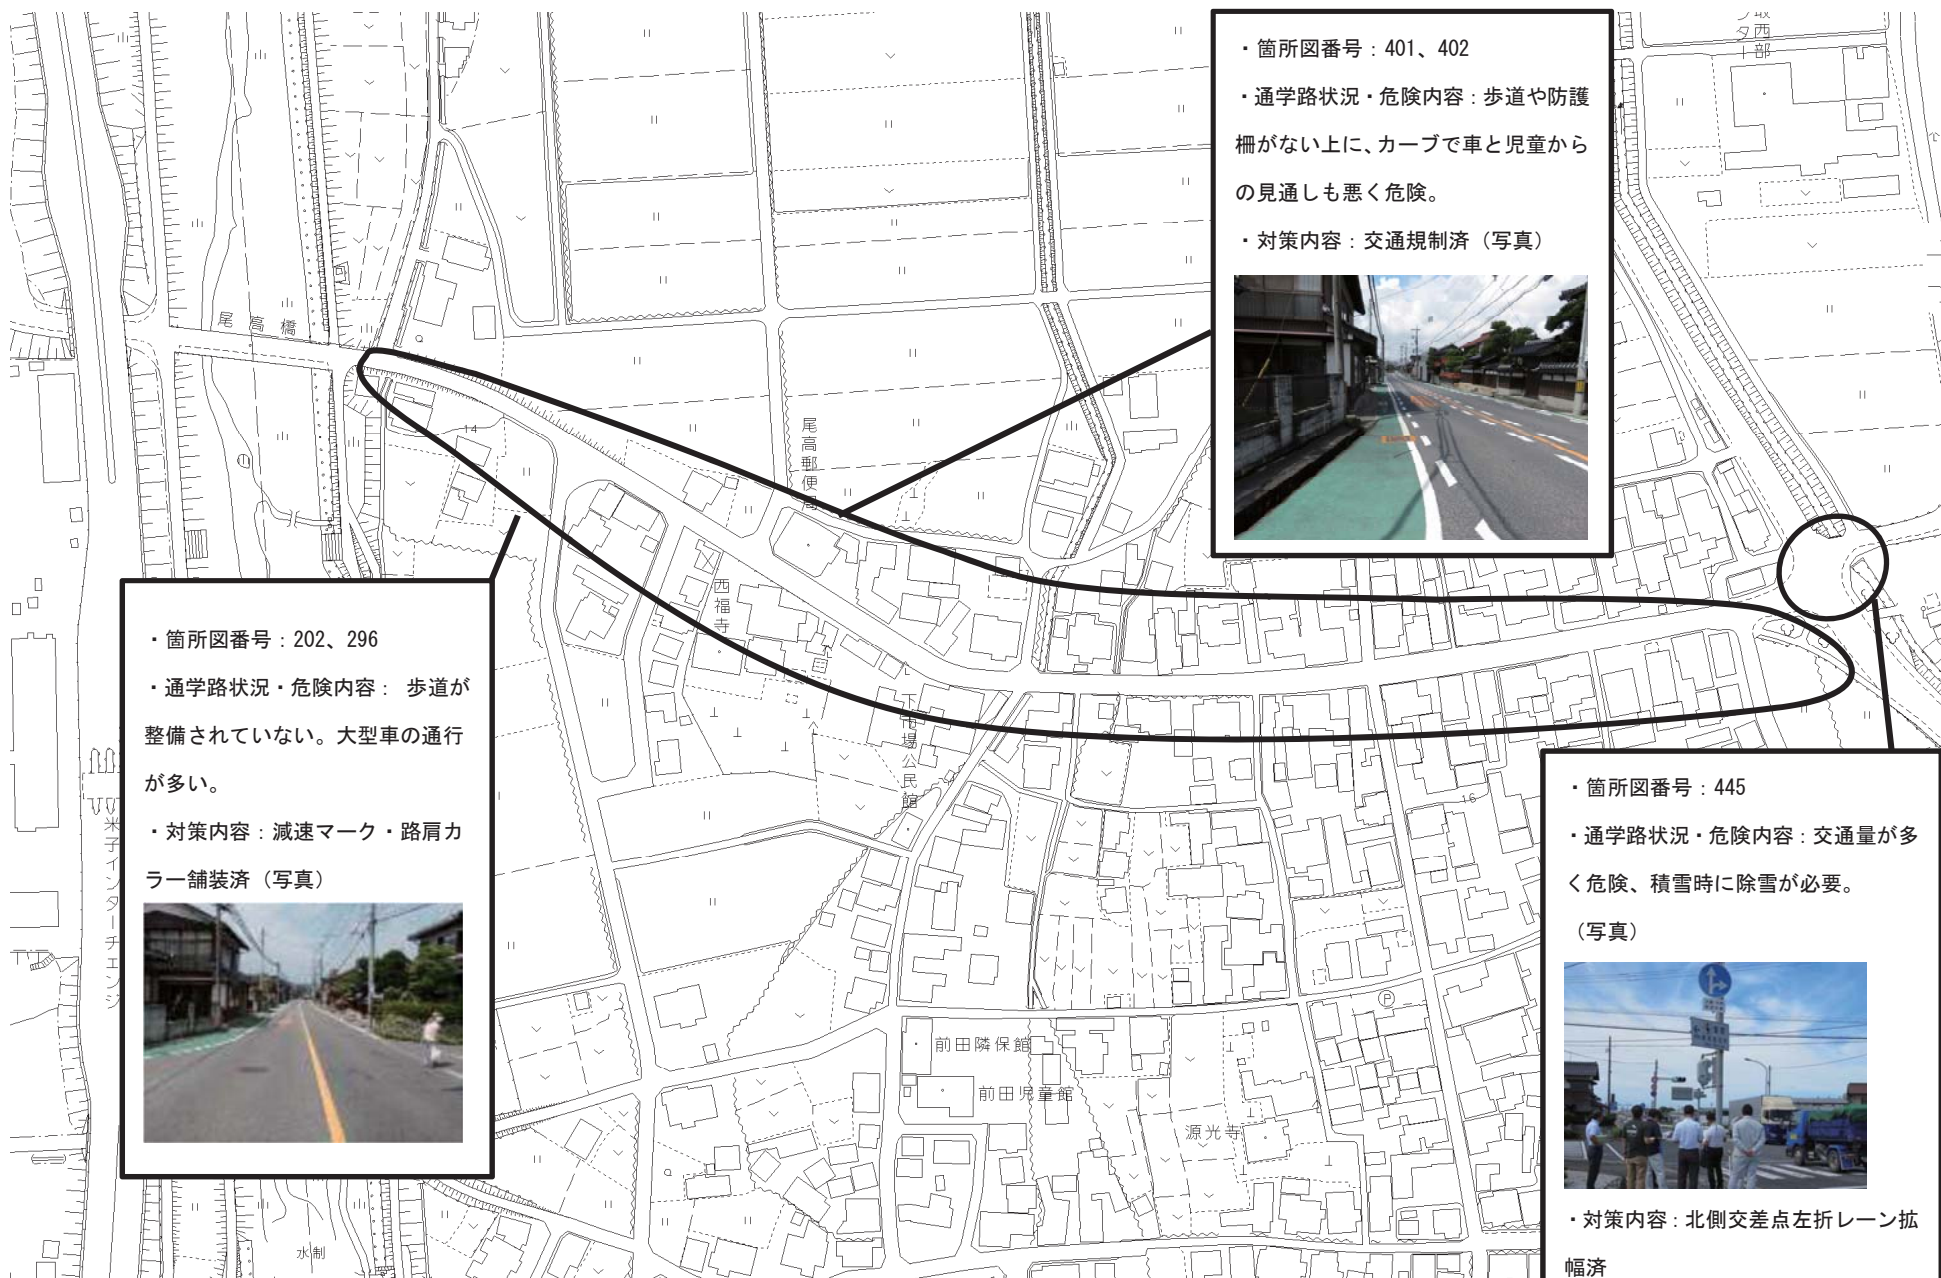 ・箇所図番号：401、402
・通学路状況・危険内容：歩道や防護
柵がない上に、カーブで車と児童から
の見通しも悪く危険。
・対策内容：交通規制済（写真）
尾高橋
14
尾高郵便局
西福寺
・箇所図番号：202、296
・通学路状況・危険内容： 歩道が
整備されていない。大型車の通行
が多い。
・対策内容：減速マーク・路肩カ
ラー舗装済（写真）
下市場公民館
米子インターチェンジ
16
・箇所図番号：445
・通学路状況・危険内容：交通量が多
く危険、積雪時に除雪が必要。
（写真）
・対策内容：北側交差点左折レーン拡
幅済
P
前田隣保館
前田児童館
源光寺
水制